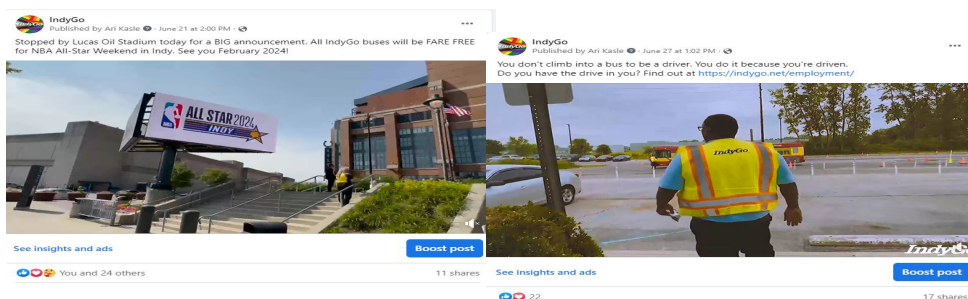 IndyGo
Published by Ari Kasle · June 21 at 2:00 PM ·
Stopped by Lucas Oil Stadium today for a BIG announcement. All IndyGo buses will be FARE FREE
for NBA All-Star Weekend in Indy. See you February 2024!
NBA
ALL STAR 2024
INDY
See insights and ads
Boost post
You and 24 others
11 shares
IndyGo
Published by Ari Kasle · June 27 at 1:02 PM ·
You don't climb into a bus to be a driver. You do it because you're driven.
Do you have the drive in you? Find out at https://indygo.net/employment/
IndyGo
IndyG
See insights and ads
Boost post
22
17 shares